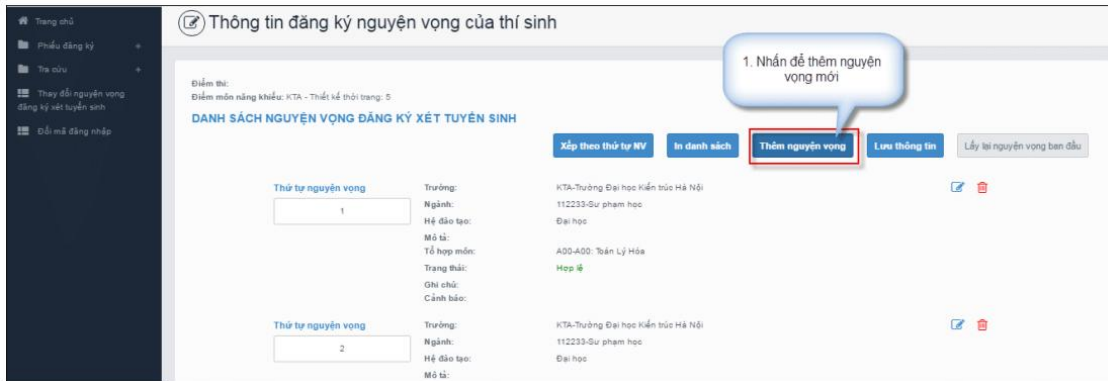 Trang chủ
Phiếu đăng ký +
Tra cứu +
Thay đổi nguyện vọng
đăng ký xét tuyển sinh
Đổi mã đăng nhập
Thông tin đăng ký nguyện vọng của thí sinh
1. Nhấn để thêm nguyện
vọng mới
Điểm thi:
Điểm môn năng khiếu: KTA - Thiết kế thời trang: 5
DANH SÁCH NGUYỆN VỌNG ĐĂNG KÝ XÉT TUYỂN SINH
Xếp theo thứ tự NV In danh sách Thêm nguyện vọng Lưu thông tin Lấy lại nguyện vọng ban đầu
Thứ tự nguyện vọng
1
Trường: KTA-Trường Đại học Kiến trúc Hà Nội
Ngành: 112233-Sư phạm học
Hệ đào tạo: Đại học
Mô tả:
Tổ hợp môn: A00-A00: Toán Lý Hóa
Trạng thái: Hợp lệ
Ghi chú:
Cảnh báo:
Thứ tự nguyện vọng
2
Trường: KTA-Trường Đại học Kiến trúc Hà Nội
Ngành: 112233-Sư phạm học
Hệ đào tạo: Đại học
Mô tả: